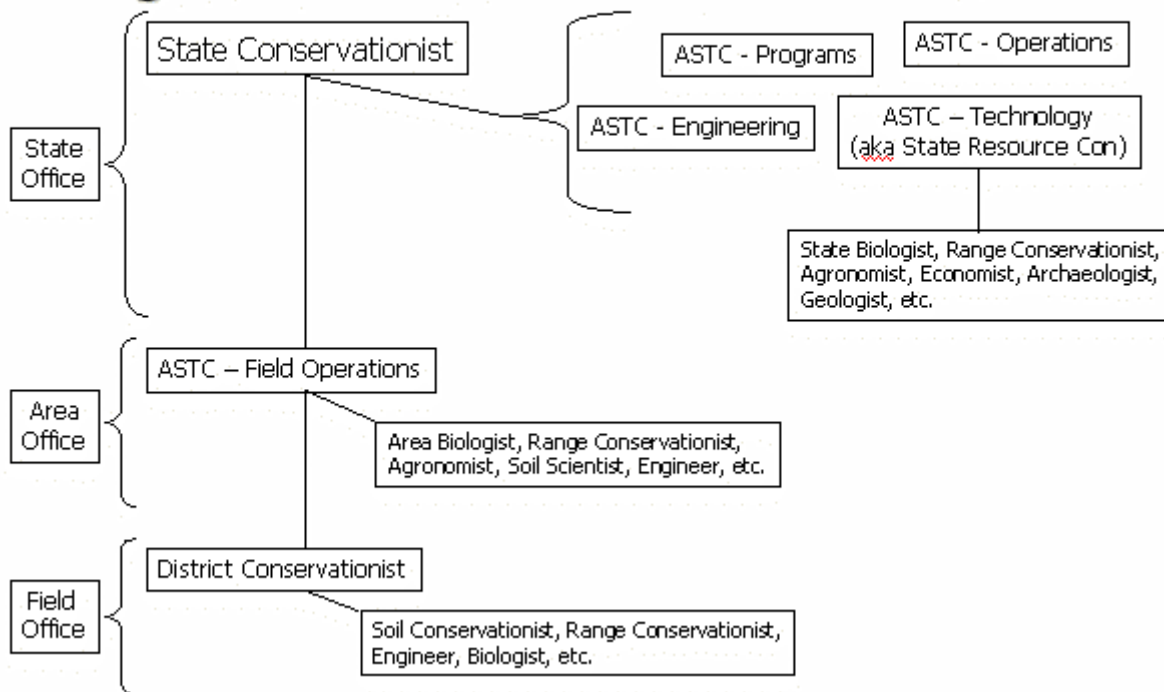 State Conservationist
ASTC - Programs
ASTC - Operations
ASTC - Engineering
ASTC – Technology
(aka State Resource Con)
State
Office
State Biologist, Range Conservationist,
Agronomist, Economist, Archaeologist,
Geologist, etc.
ASTC – Field Operations
Area
Office
Area Biologist, Range Conservationist,
Agronomist, Soil Scientist, Engineer, etc.
District Conservationist
Field
Office
Soil Conservationist, Range Conservationist,
Engineer, Biologist, etc.